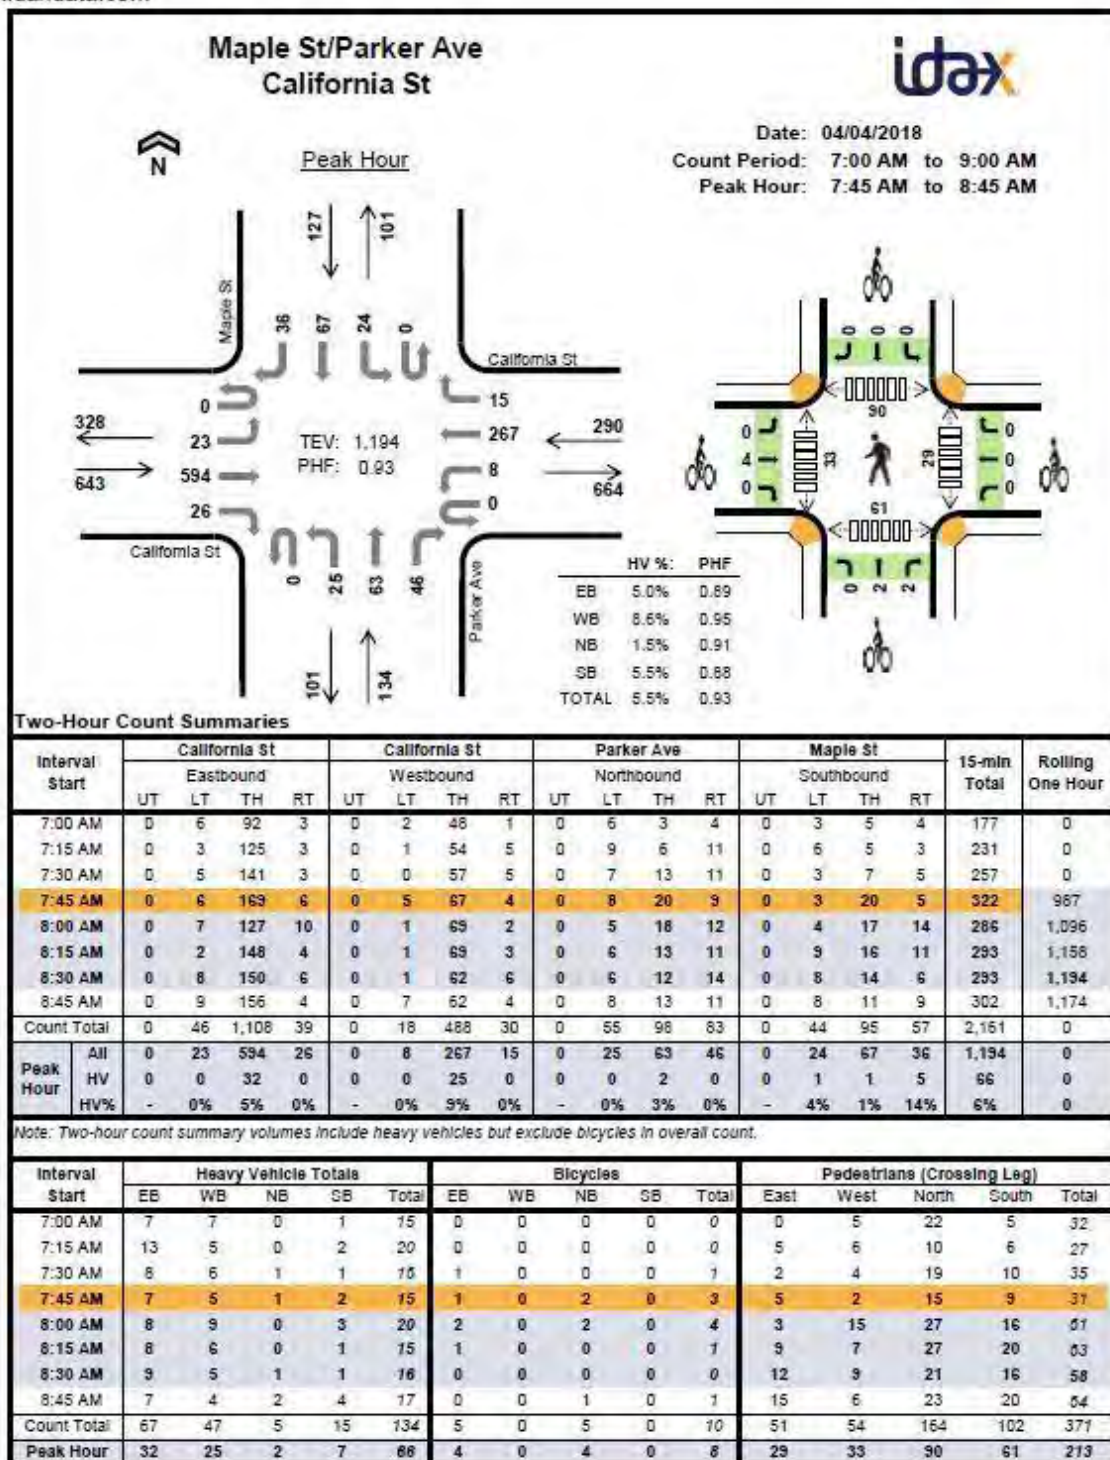 Maple St/Parker Ave
California St
idax
Date: 04/04/2018
Count Period: 7:00 AM to 9:00 AM
Peak Hour: 7:45 AM to 8:45 AM
N
Peak Hour
127
101
Maple St
36 67 24 0
California St
0
15
328
23
TEV: 1,194
267
290
643
594
PHF: 0.93
8
664
26
0
California St
0 25 63 46
Parker Ave
101
134
0 0 0
90
0
4
0
33
29
0
0
0
61
0 2 2
HV %: PHF
EB 5.0% 0.89
WB 8.6% 0.95
NB 1.5% 0.91
SB 5.5% 0.88
TOTAL 5.5% 0.93
Two-Hour Count Summaries
Interval Start California St California St Parker Ave Maple St 15-min Total Rolling One Hour
Eastbound Westbound Northbound Southbound
UT LT TH RT UT LT TH RT UT LT TH RT UT LT TH RT
7:00 AM 0 6 92 3 0 2 48 1 0 6 3 4 0 3 5 4 177 0
7:15 AM 0 3 125 3 0 1 54 5 0 9 6 11 0 6 5 3 231 0
7:30 AM 0 5 141 3 0 0 57 5 0 7 13 11 0 3 7 5 257 0
7:45 AM 0 6 169 6 0 5 67 4 0 8 20 9 0 3 20 5 322 987
8:00 AM 0 7 127 10 0 1 69 2 0 5 18 12 0 4 17 14 286 1,096
8:15 AM 0 2 148 4 0 1 69 3 0 6 13 11 0 9 16 11 293 1,158
8:30 AM 0 8 150 6 0 1 62 6 0 6 12 14 0 8 14 6 293 1,194
8:45 AM 0 9 156 4 0 7 62 4 0 8 13 11 0 8 11 9 302 1,174
Count Total 0 46 1,108 39 0 18 488 30 0 55 98 83 0 44 95 57 2,161 0
Peak Hour All 0 23 594 26 0 8 267 15 0 25 63 46 0 24 67 36 1,194 0
HV 0 0 32 0 0 0 25 0 0 0 2 0 0 1 1 5 66 0
HV% - 0% 5% 0% - 0% 9% 0% - 0% 3% 0% - 4% 1% 14% 6% 0
Note: Two-hour count summary volumes include heavy vehicles but exclude bicycles in overall count.
Interval Start Heavy Vehicle Totals Bicycles Pedestrians (Crossing Leg)
EB WB NB SB Total EB WB NB SB Total East West North South Total
7:00 AM 7 7 0 1 15 0 0 0 0 0 0 5 22 5 32
7:15 AM 13 5 0 2 20 0 0 0 0 0 5 6 10 6 27
7:30 AM 8 6 1 1 16 1 0 0 0 1 2 4 19 10 35
7:45 AM 7 5 1 2 15 1 0 2 0 3 5 2 15 9 31
8:00 AM 8 9 0 3 20 2 0 2 0 4 3 15 27 16 61
8:15 AM 8 6 0 1 15 1 0 0 0 1 9 7 27 20 63
8:30 AM 9 5 1 1 16 0 0 0 0 0 12 9 21 16 58
8:45 AM 7 4 2 4 17 0 0 1 0 1 15 6 23 20 64
Count Total 67 47 5 15 134 5 0 5 0 10 51 54 164 102 371
Peak Hour 32 25 2 7 66 4 0 4 0 8 29 33 90 61 213